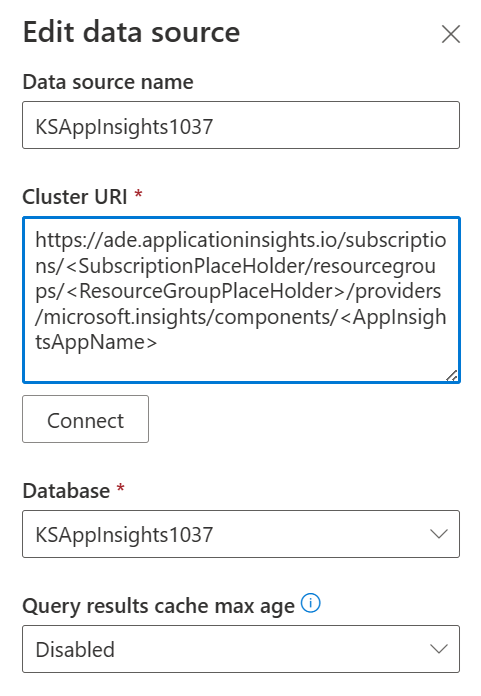 Edit data source
Data source name
KSAppInsights1037
Cluster URI *
https://ade.applicationinsights.io/subscriptio
ns/<SubscriptionPlaceHolder/resourcegrou
ps/<ResourceGroupPlaceHolder>/providers
/microsoft.insights/components/<AppInsigh
tsAppName>
Connect
Database *
KSAppInsights1037
Query results cache max age
Disabled